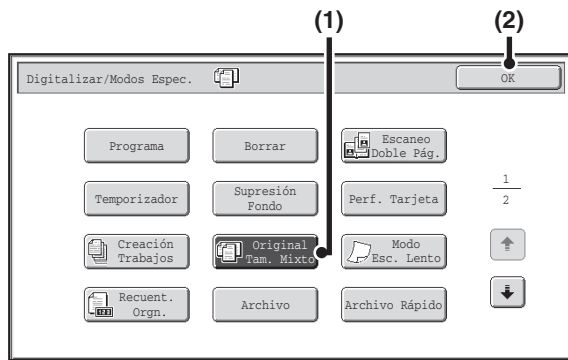 (1) (2)
Digitalizar/Modos Espec. OK
Programa Borrar Escaneo
Doble Pág.
Temporizador Supresión
Fondo Perf. Tarjeta
1
2
Creación
Trabajos Original
Tam. Mixto Modo
Esc. Lento
Recuent.
Orgn. Archivo Archivo Rápido
123